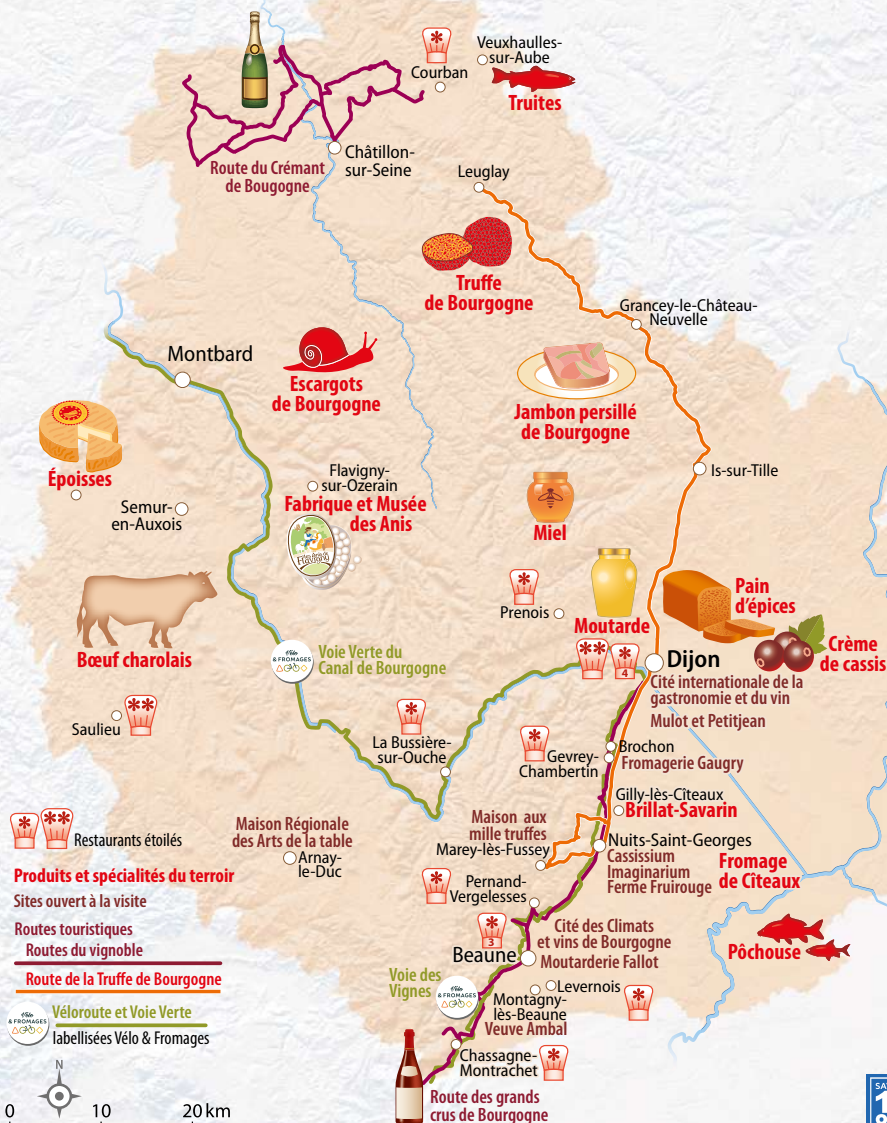 *
Courban
Veuxhaulles-
sur-Aube
Truites
Châtillon-
sur-Seine
Route du Crémant
de Bougogne
Leuglay
Truffe
de Bourgogne
Grancey-le-Château-
Neuvelle
Montbard
Escargots
de Bourgogne
Jambon persillé
de Bourgogne
Époisses
Is-sur-Tille
Flavigny-
sur-Ozerain
Semur-
en-Auxois
Fabrique et Musée
des Anis
Flavigny
Miel
*
Prenois
Moutarde
Pain
d'épices
Bœuf charolais
Crème
de cassis
Vélo
& FROMAGES
Voie Verte du
Canal de Bourgogne
**
*
4
Dijon
Cité internationale de la
gastronomie et du vin
Mulot et Petitjean
**
Saulieu
*
La Bussière-
sur-Ouche
*
Gevrey-
Chambertin
Brochon
Fromagerie Gaugry
Gilly-lès-Cîteaux
Brillat-Savarin
* **
Restaurants étoilés
Maison Régionale
des Arts de la table
Arnay-
le-Duc
Maison aux
mille truffes
Marey-lès-Fussey
Nuits-Saint-Georges
Cassissium
Imaginarium
Ferme Fruirouge
Fromage
de Cîteaux
Produits et spécialités du terroir
Sites ouvert à la visite
Routes touristiques
Routes du vignoble
Route de la Truffe de Bourgogne
Vélo
& FROMAGES
Véloroute et Voie Verte
labellisées Vélo & Fromages
*
Pernand-
Vergelesses
*
3
Beaune
Cité des Climats
et vins de Bourgogne
Moutarderie Fallot
Pôchouse
Voie des
Vignes
Vélo
& FROMAGES
Levernois
*
Montagny-
lès-Beaune
Veuve Ambal
Chassagne-
Montrachet
*
Route des grands
crus de Bourgogne
N
0 10 20 km